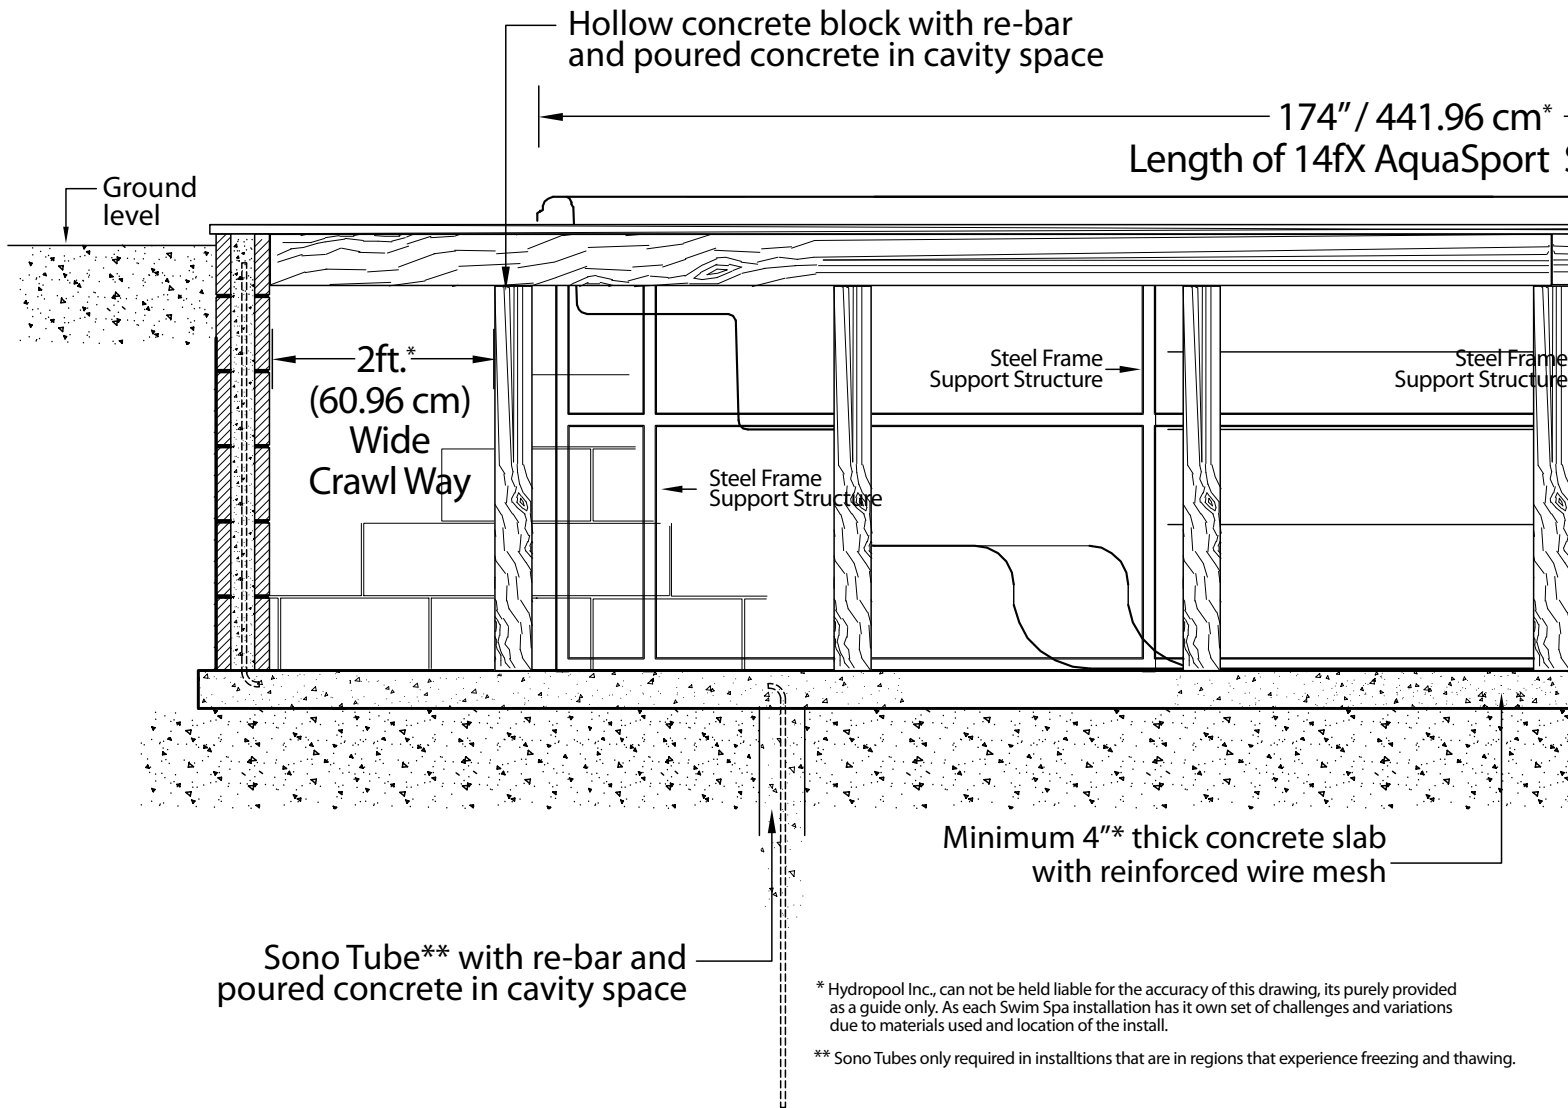 Hollow concrete block with re-bar
and poured concrete in cavity space
174"/ 441.96 cm*
Length of 14fX AquaSport
Ground
level
2ft.*
(60.96 cm)
Wide
Crawl Way
Steel Frame
Support Structure
Steel Frame
Support Structure
Steel Frame
Support Structure
Minimum 4"* thick concrete slab
with reinforced wire mesh
Sono Tube** with re-bar and
poured concrete in cavity space
* Hydropool Inc., can not be held liable for the accuracy of this drawing, its purely provided
as a guide only. As each Swim Spa installation has it own set of challenges and variations
due to materials used and location of the install.
** Sono Tubes only required in installtions that are in regions that experience freezing and thawing.